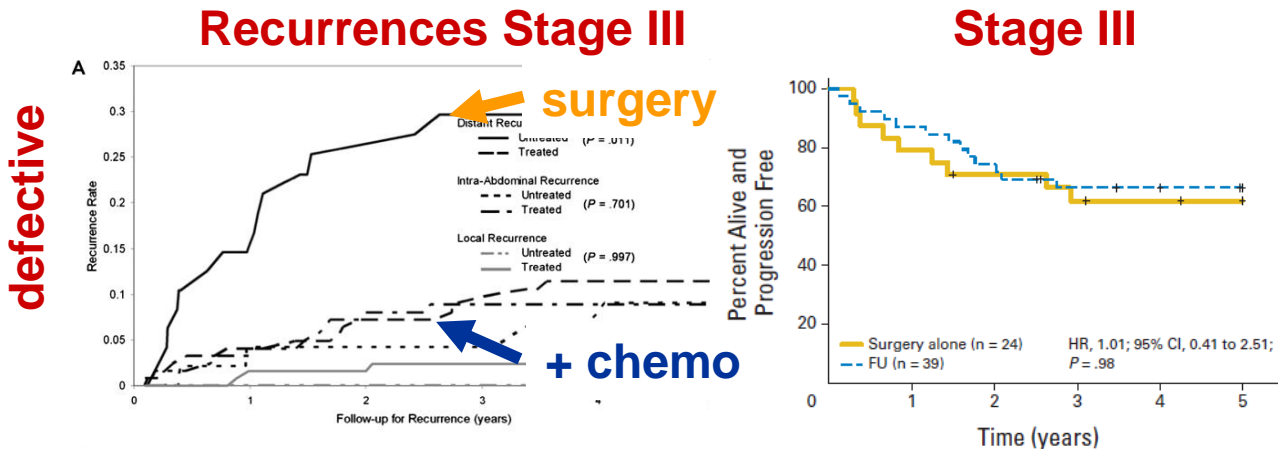 Recurrences Stage III
Stage III
defective
A
0.35
0.3
0.25
0.2
0.15
0.1
0.05
0
Recurrence Rate
surgery
Distant Recu
Untreated
(P = .011)
Treated
Intra-Abdominal Recurrence
Untreated
(P = .701)
Treated
Local Recurrence
Untreated
(P = .997)
Treated
+ chemo
0 1 2 3
Follow-up for Recurrence (years)
Percent Alive and
Progression Free
100
80
60
40
20
0
Surgery alone (n = 24)
FU (n = 39)
HR, 1.01; 95% CI, 0.41 to 2.51;
P = .98
1 2 3 4 5
Time (years)